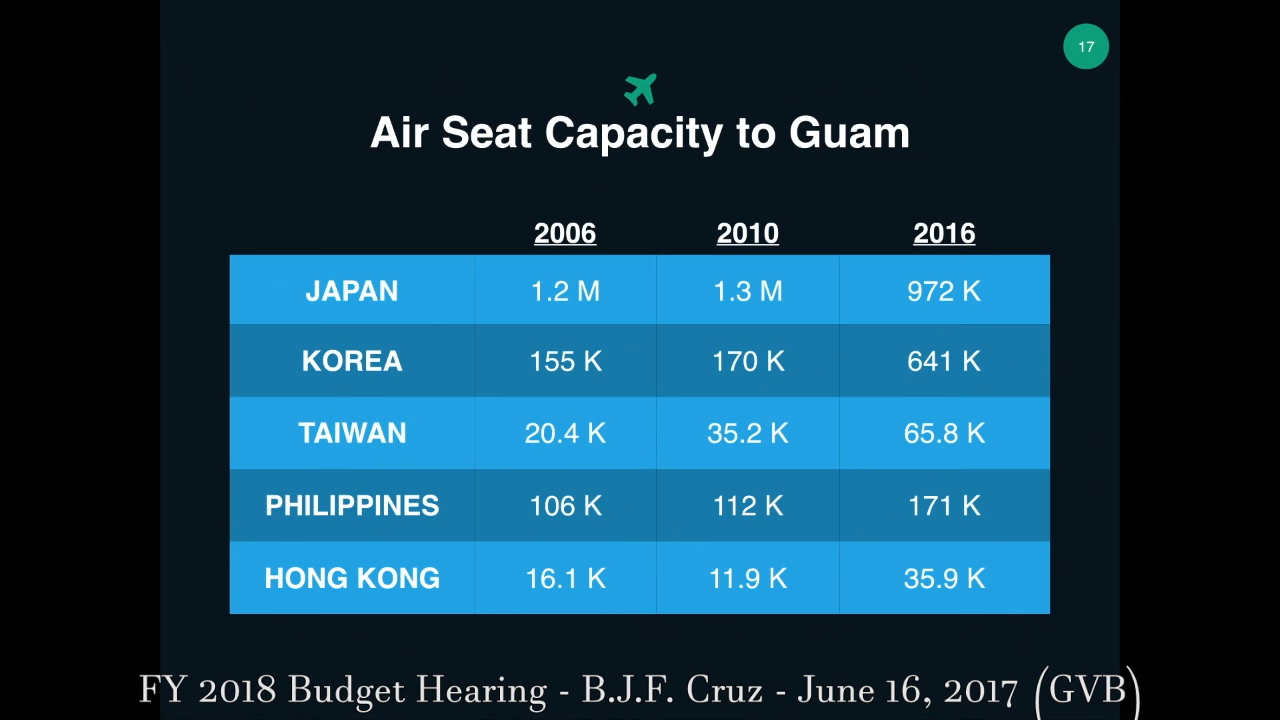 17
Air Seat Capacity to Guam
2006 2010 2016
JAPAN 1.2 M 1.3 M 972 K
KOREA 155 K 170 K 641 K
TAIWAN 20.4 K 35.2 K 65.8 K
PHILIPPINES 106 K 112 K 171 K
HONG KONG 16.1 K 11.9 K 35.9 K
FY 2018 Budget Hearing - B.J.F. Cruz - June 16, 2017 (GVB)